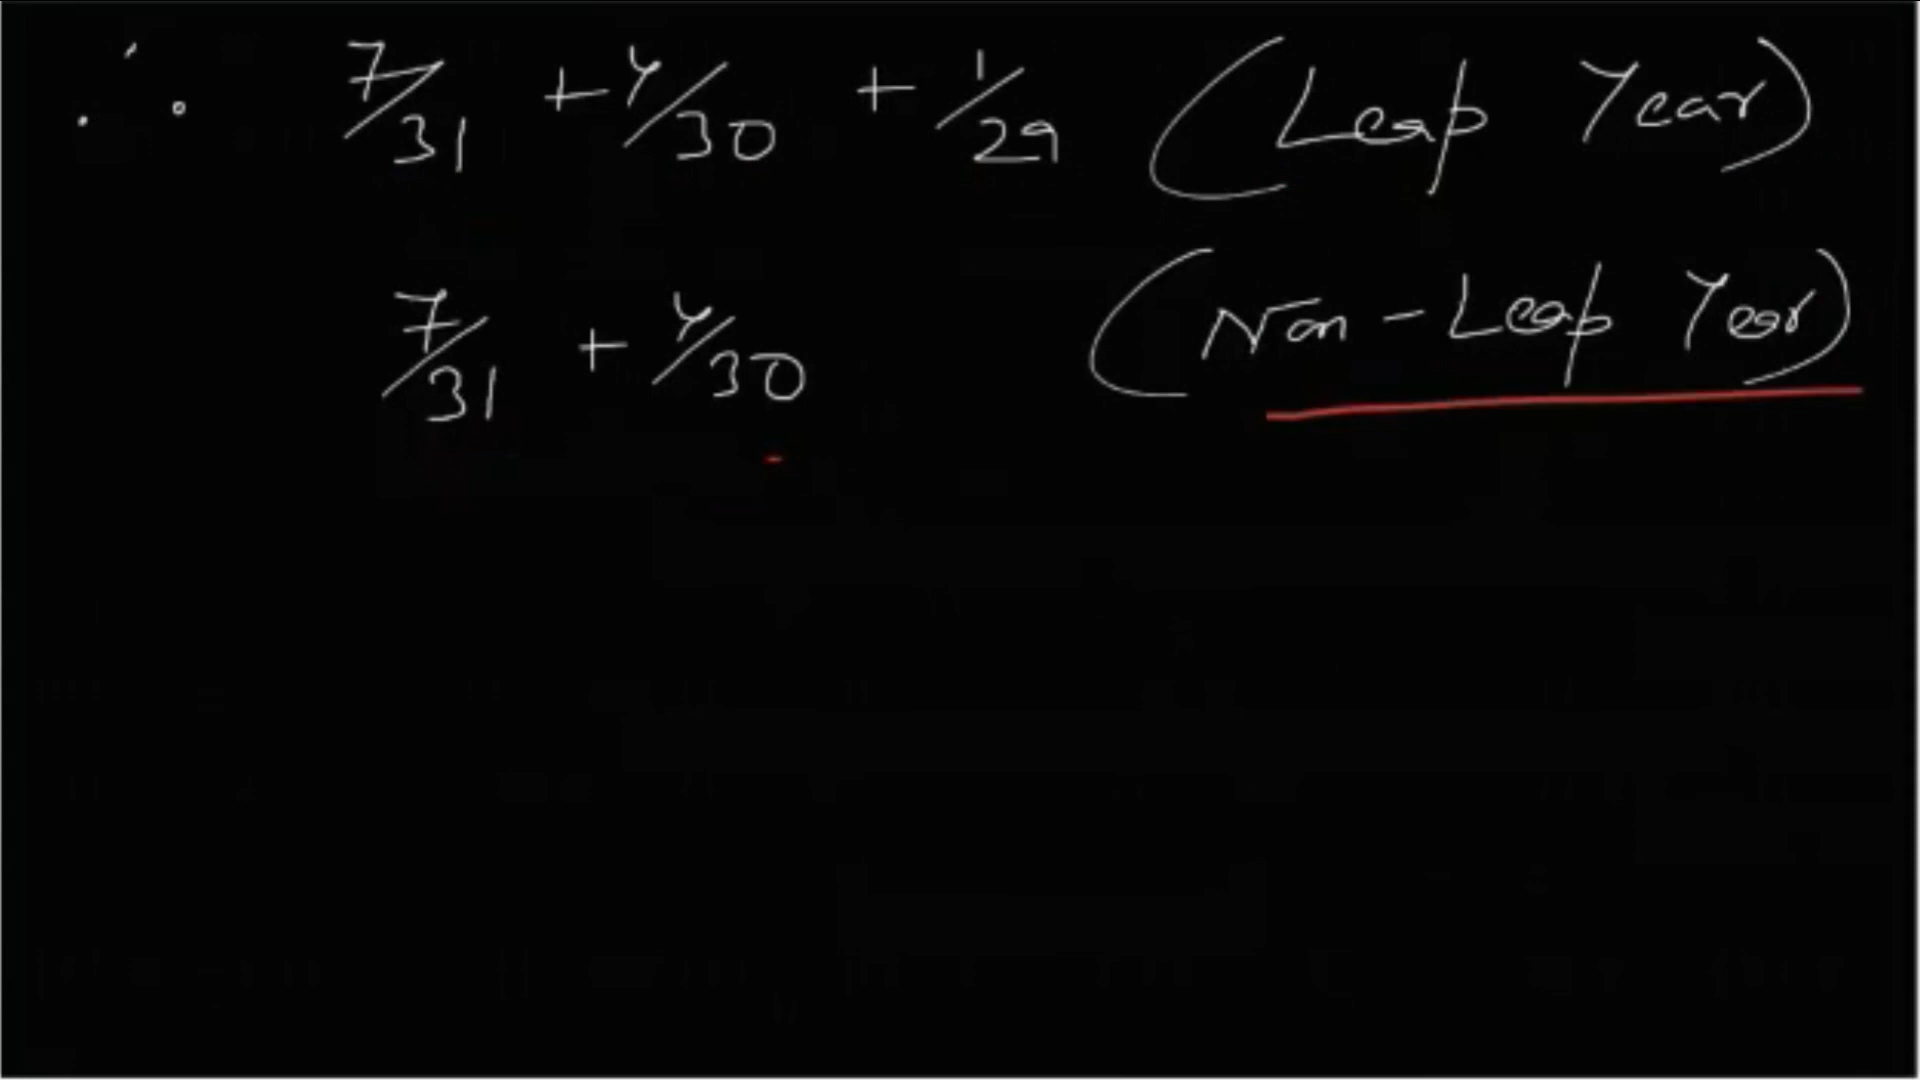 ∴ 7/31 + 4/30 + 1/29 (Leap Year)
7/31 + 4/30 (Non-Leap Year)